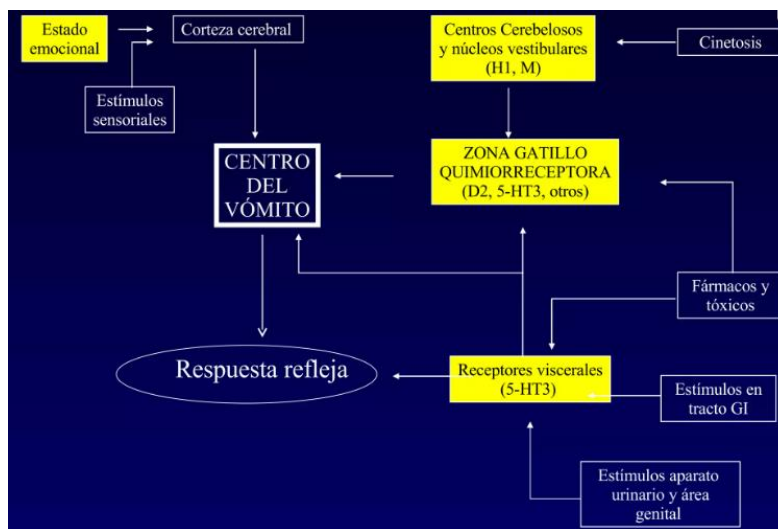 Estado
emocional
Corteza cerebral
Centros Cerebelosos
y núcleos vestibulares
(H1, M)
Cinetosis
Estímulos
sensoriales
CENTRO
DEL
VÓMITO
ZONA GATILLO
QUIMIORRECEPTORA
(D2, 5-HT3, otros)
Fármacos y
tóxicos
Respuesta refleja
Receptores viscerales
(5-HT3)
Estímulos en
tracto GI
Estímulos aparato
urinario y área
genital